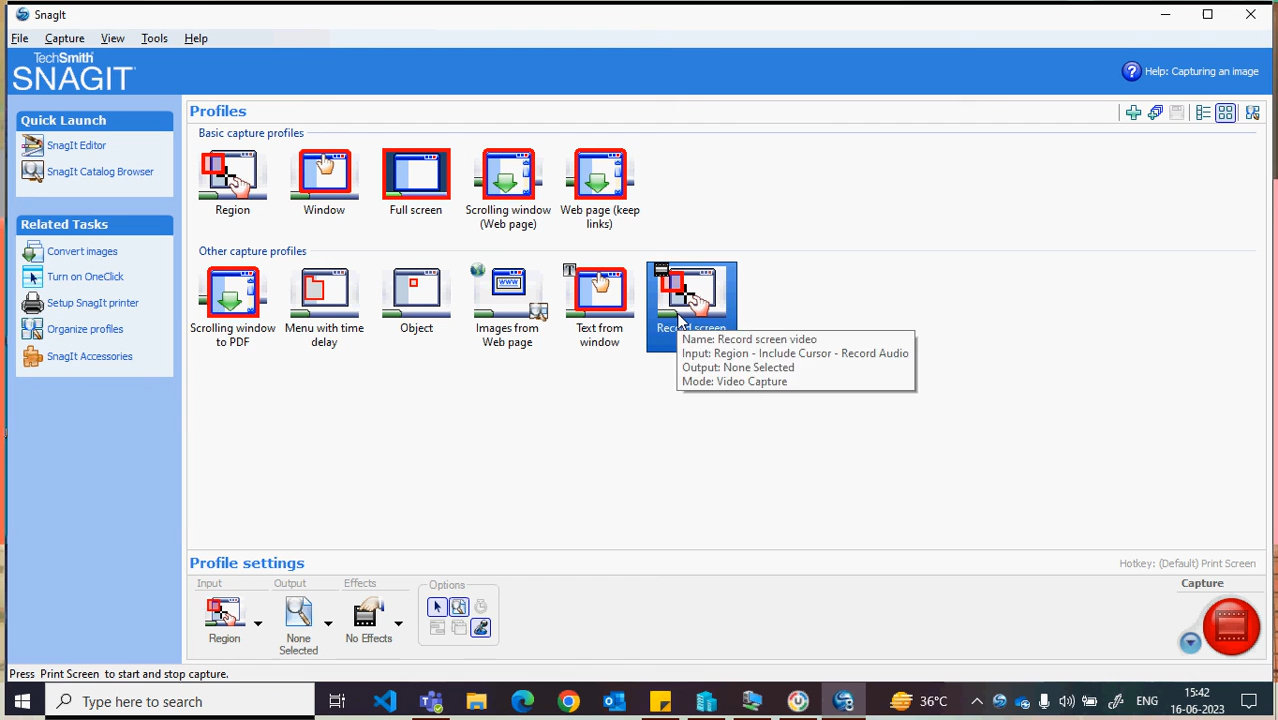 SnagIt
File Capture View Tools Help
TechSmith
SNAGIT
Help: Capturing an image
Quick Launch
SnagIt Editor
SnagIt Catalog Browser
Related Tasks
Convert images
Turn on OneClick
Setup SnagIt printer
Organize profiles
SnagIt Accessories
Profiles
Basic capture profiles
Region
Window
Full screen
Scrolling window
(Web page)
Web page (keep
links)
Other capture profiles
Scrolling window
to PDF
Menu with time
delay
Object
WWW
Images from
Web page
T
Text from
window
Record screen
Name: Record screen video
Input: Region - Include Cursor - Record Audio
Output: None Selected
Mode: Video Capture
Profile settings
Hotkey: (Default) Print Screen
Input
Region
Output
None
Selected
Effects
No Effects
Options
Capture
Press Print Screen to start and stop capture.
Type here to search
36°C
ENG
15:42
16-06-2023